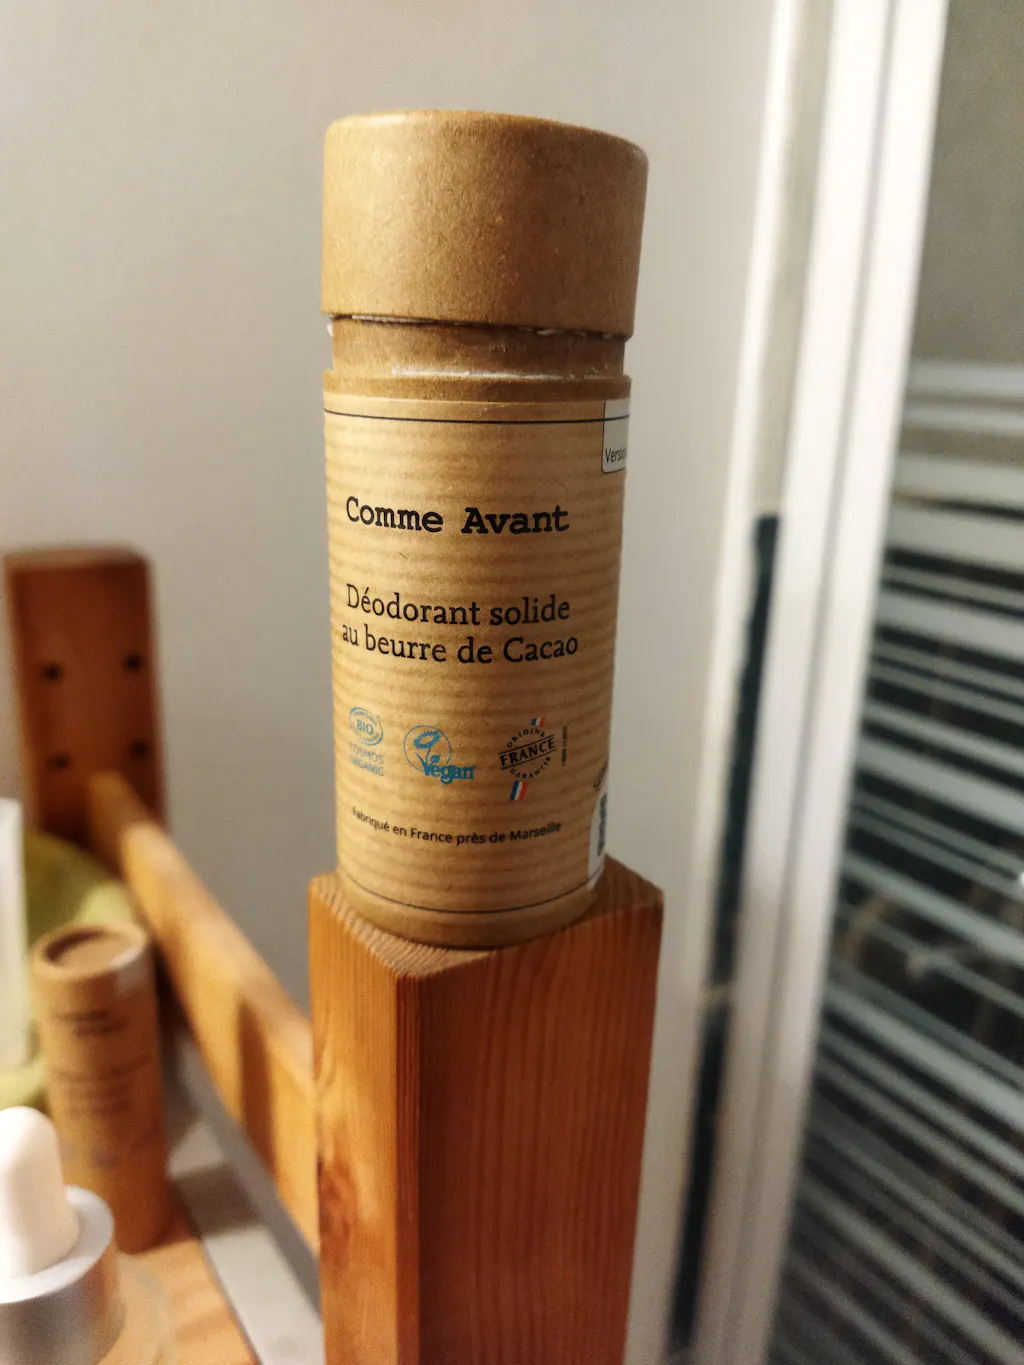 Comme Avant
Déodorant solide
au beurre de Cacao
BIO
COSMOS
ORGANIC
Vegan
ORIGINE
FRANCE
GARANTIE
Fabriqué en France près de Marseille